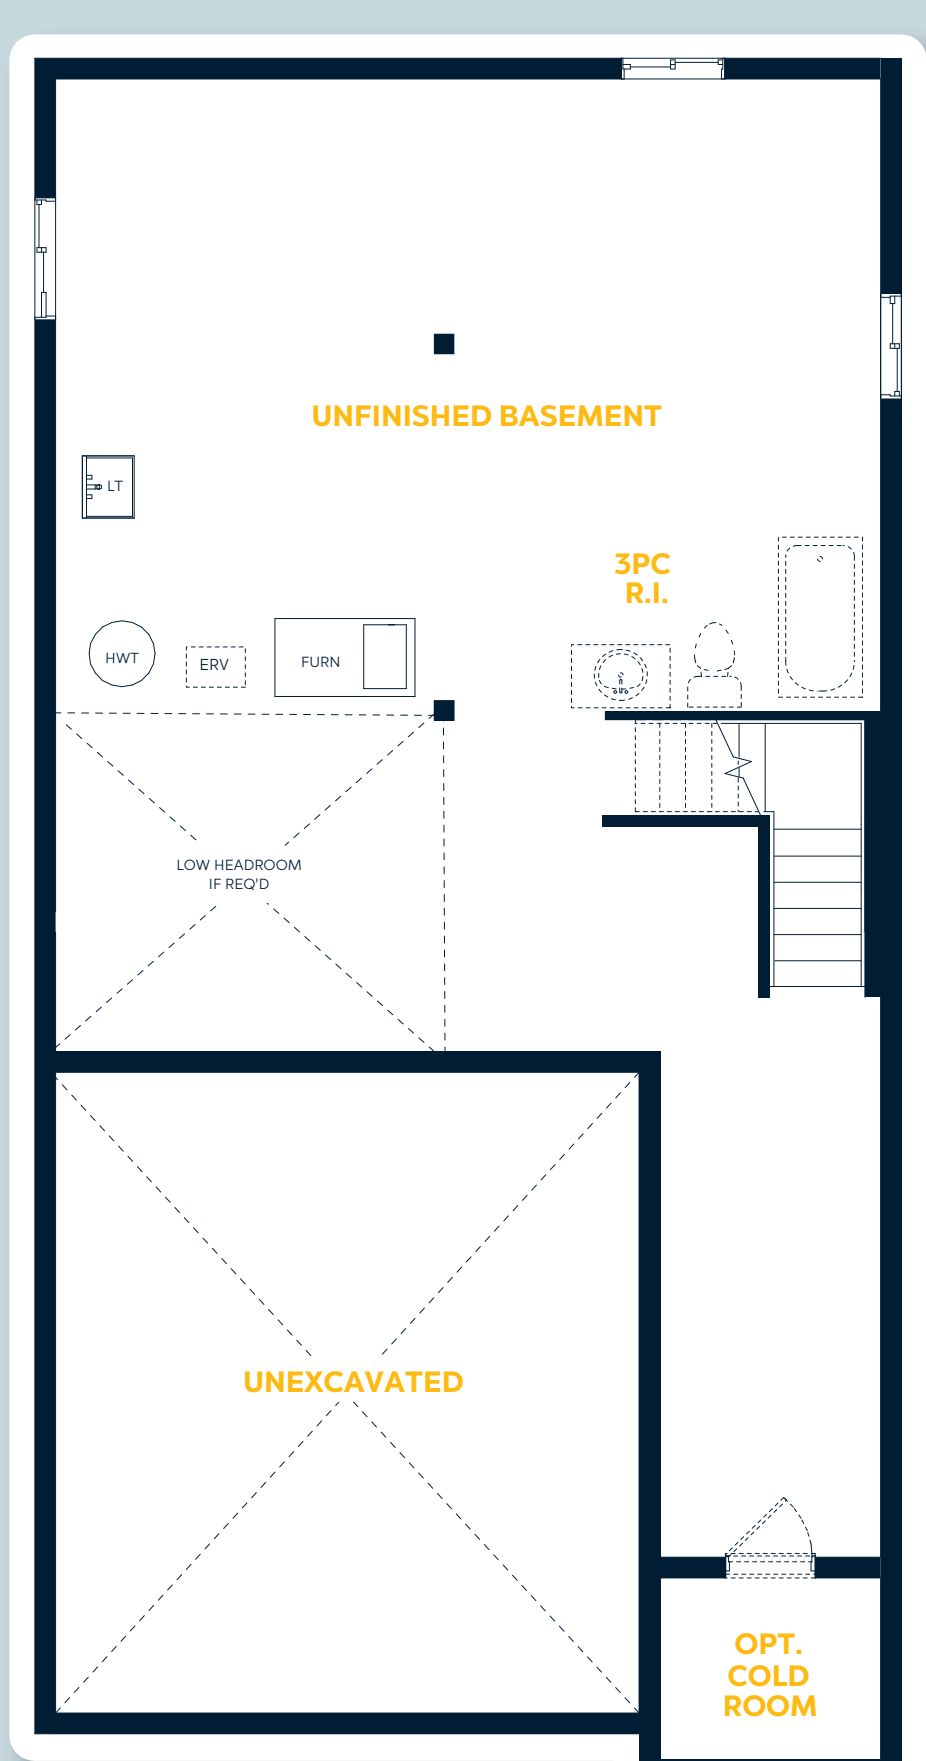 UNFINISHED BASEMENT
LT
3PC
R.I.
HWT
ERV
FURN
LOW HEADROOM
IF REQ'D
UNEXCAVATED
OPT.
COLD
ROOM